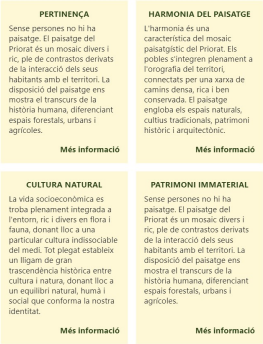 PERTINENÇA
Sense persones no hi ha
paisatge. El paisatge del
Priorat és un mosaic divers i
ric, ple de contrastos derivats
de la interacció dels seus
habitants amb el territori. La
disposició del paisatge ens
mostra el transcurs de la
història humana, diferenciant
espais forestals, urbans i
agrícoles.
Més informació
HARMONIA DEL PAISATGE
L'harmonia és una
característica del mosaic
paisatgístic del Priorat. Els
pobles s'integren plenament a
l'orografia del territori,
connectats per una xarxa de
camins densa, rica i ben
conservada. El paisatge
engloba els espais naturals,
cultius tradicionals, patrimoni
històric i arquitectònic.
Més informació
CULTURA NATURAL
La vida socioeconòmica es
troba plenament integrada a
l'entorn, ric i divers en flora i
fauna, donant lloc a una
particular cultura indissociable
del medi. Tot plegat estableix
un lligam de gran
trascendència històrica entre
cultura i natura, donant lloc a
un equilibri natural, humà i
social que conforma la nostra
identitat.
Més informació
PATRIMONI IMMATERIAL
Sense persones no hi ha
paisatge. El paisatge del
Priorat és un mosaic divers i
ric, ple de contrastos derivats
de la interacció dels seus
habitants amb el territori. La
disposició del paisatge ens
mostra el transcurs de la
història humana, diferenciant
espais forestals, urbans i
agrícoles.
Més informació